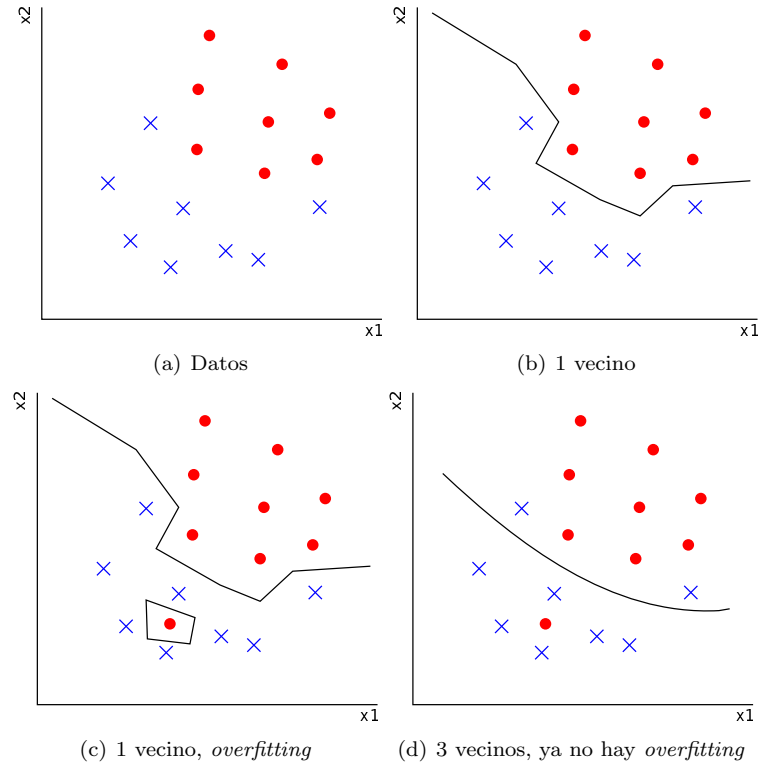 x2
x1
(a) Datos
x2
x1
(b) 1 vecino
x2
x1
(c) 1 vecino, overfitting
x2
x1
(d) 3 vecinos, ya no hay overfitting